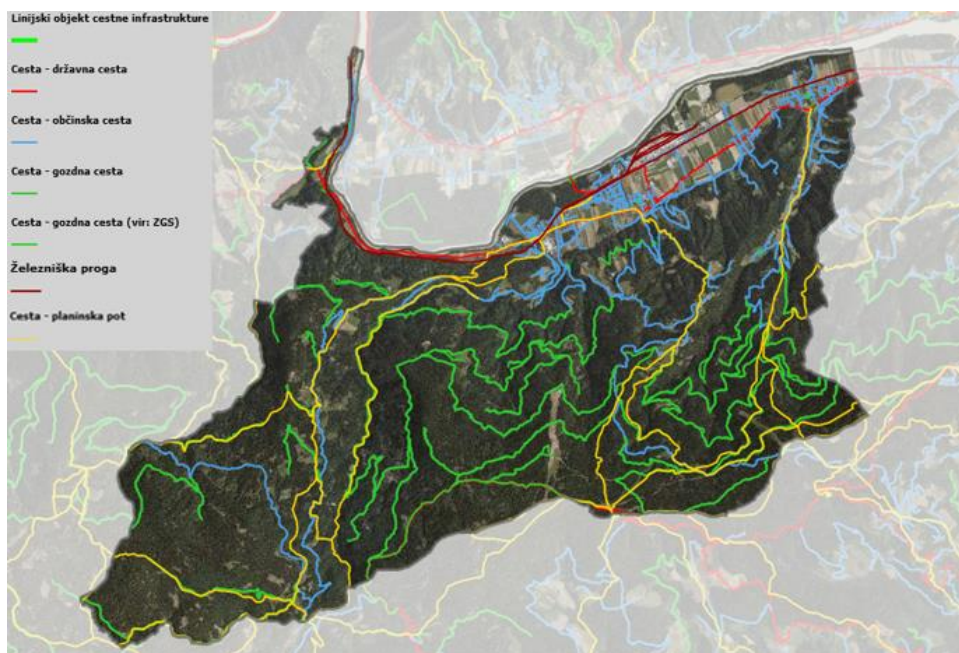 Linijski objekt cestne infrastrukture
Cesta - državna cesta
Cesta - občinska cesta
Cesta - gozdna cesta
Cesta - gozdna cesta (vir: ZGS)
Železniška proga
Cesta - planinska pot